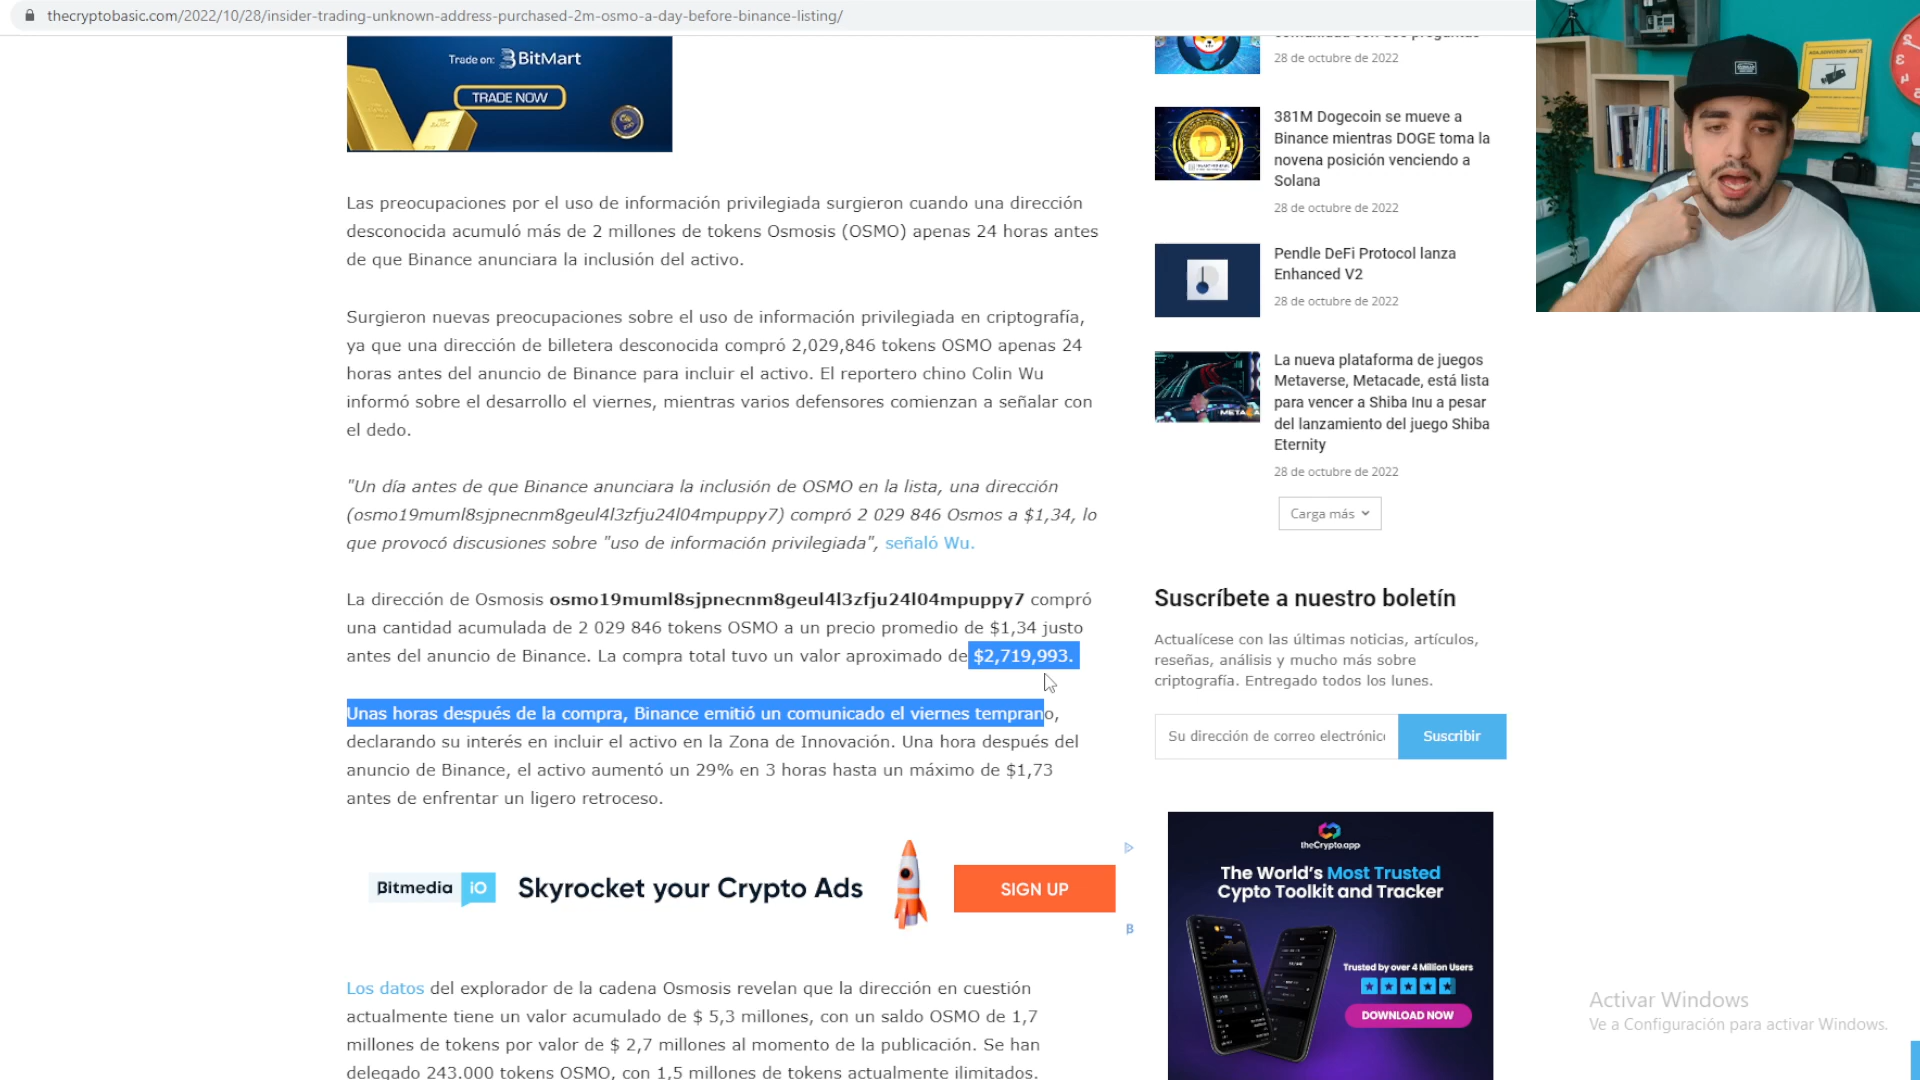 thecryptobasic.com/2022/10/28/insider-trading-unknown-address-purchased-2m-osmo-a-day-before-binance-listing/
Trade on: BitMart
TRADE NOW
Las preocupaciones por el uso de información privilegiada surgieron cuando una dirección
desconocida acumuló más de 2 millones de tokens Osmosis (OSMO) apenas 24 horas antes
de que Binance anunciara la inclusión del activo.
Surgieron nuevas preocupaciones sobre el uso de información privilegiada en criptografía,
ya que una dirección de billetera desconocida compró 2,029,846 tokens OSMO apenas 24
horas antes del anuncio de Binance para incluir el activo. El reportero chino Colin Wu
informó sobre el desarrollo el viernes, mientras varios defensores comienzan a señalar con
el dedo.
"Un día antes de que Binance anunciara la inclusión de OSMO en la lista, una dirección
(osmo19muml8sjpnecnm8geul4l3zfju24l04mpuppy7) compró 2 029 846 Osmos a $1,34, lo
que provocó discusiones sobre "uso de información privilegiada", señaló Wu.
La dirección de Osmosis osmo19muml8sjpnecnm8geul4l3zfju24l04mpuppy7 compró
una cantidad acumulada de 2 029 846 tokens OSMO a un precio promedio de $1,34 justo
antes del anuncio de Binance. La compra total tuvo un valor aproximado de $2,719,993.
Unas horas después de la compra, Binance emitió un comunicado el viernes temprano,
declarando su interés en incluir el activo en la Zona de Innovación. Una hora después del
anuncio de Binance, el activo aumentó un 29% en 3 horas hasta un máximo de $1,73
antes de enfrentar un ligero retroceso.
Bitmedia iO
Skyrocket your Crypto Ads
SIGN UP
B
Los datos del explorador de la cadena Osmosis revelan que la dirección en cuestión
actualmente tiene un valor acumulado de $ 5,3 millones, con un saldo OSMO de 1,7
millones de tokens por valor de $ 2,7 millones al momento de la publicación. Se han
delegado 243.000 tokens OSMO, con 1,5 millones de tokens actualmente ilimitados.
comunidad con dos preguntas
28 de octubre de 2022
381M Dogecoin se mueve a
Binance mientras DOGE toma la
novena posición venciendo a
Solana
28 de octubre de 2022
Pendle DeFi Protocol lanza
Enhanced V2
28 de octubre de 2022
La nueva plataforma de juegos
Metaverse, Metacade, está lista
para vencer a Shiba Inu a pesar
del lanzamiento del juego Shiba
Eternity
28 de octubre de 2022
Carga más
Suscríbete a nuestro boletín
Actualícese con las últimas noticias, artículos,
reseñas, análisis y mucho más sobre
criptografía. Entregado todos los lunes.
Su dirección de correo electrónico
Suscribir
theCrypto.app
The World's Most Trusted
Cypto Toolkit and Tracker
Trusted by over 4 Million Users
DOWNLOAD NOW
Activar Windows
Ve a Configuración para activar Windows.